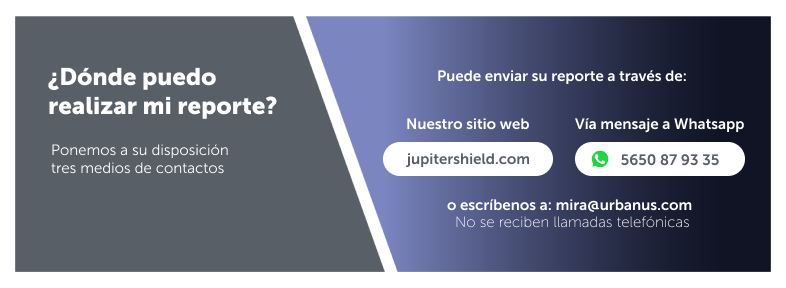 ¿Dónde puedo
realizar mi reporte?
Ponemos a su disposición
tres medios de contactos
Puede enviar su reporte a través de:
Nuestro sitio web
jupitershield.com
Vía mensaje a Whatsapp
5650 87 93 35
o escríbenos a: mira@urbanus.com
No se reciben llamadas telefónicas